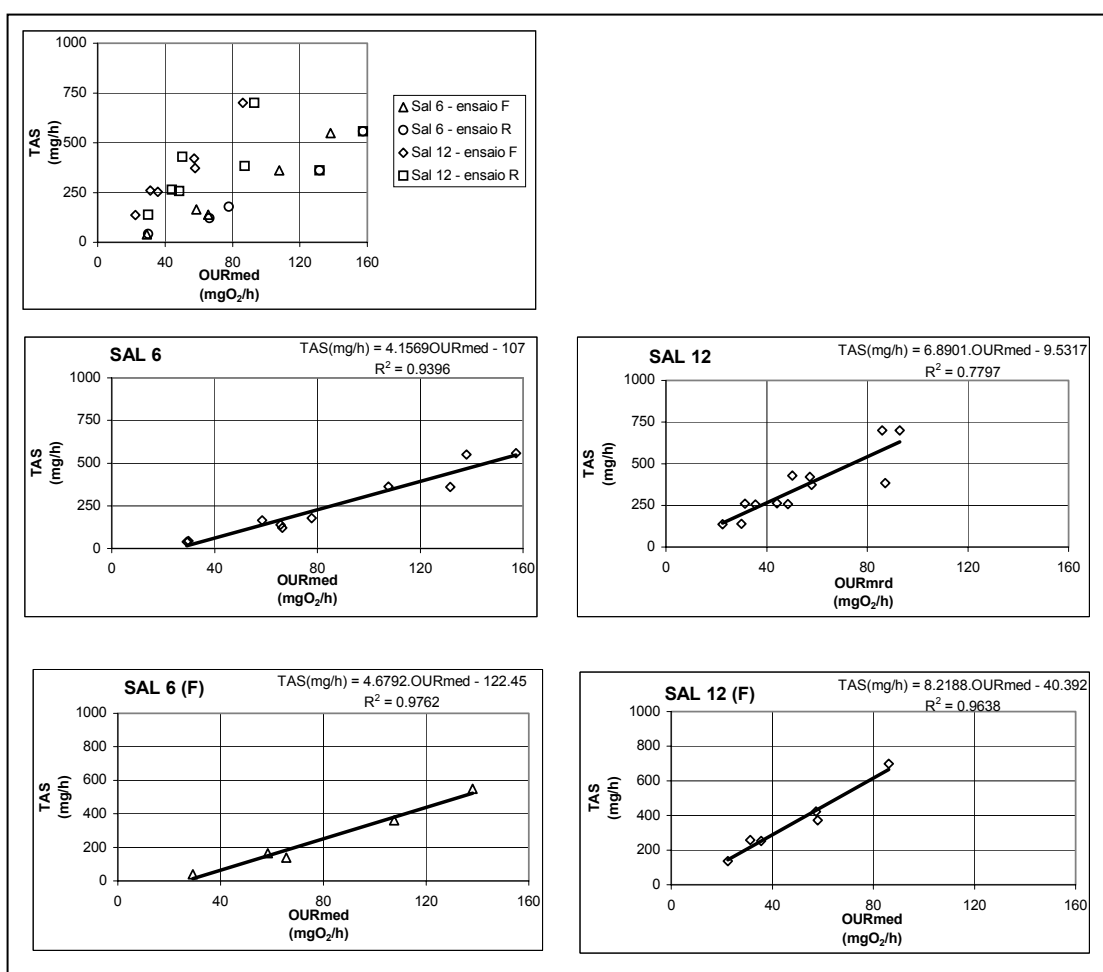 1000
750
500
250
0
TAS
(mg/h)
0 40 80 120 160
OURmed
(mgO₂/h)
Sal 6 - ensaio F
Sal 6 - ensaio R
Sal 12 - ensaio F
Sal 12 - ensaio R
SAL 6
TAS(mg/h) = 4.1569OURmed - 107
R² = 0.9396
1000
750
500
250
0
TAS
(mg/h)
0 40 80 120 160
OURmed
(mgO₂/h)
SAL 12
TAS(mg/h) = 6.8901.OURmed - 9.5317
R² = 0.7797
1000
750
500
250
0
TAS
(mg/h)
0 40 80 120 160
OURmrd
(mgO₂/h)
SAL 6 (F)
TAS(mg/h) = 4.6792.OURmed - 122.45
R² = 0.9762
1000
800
600
400
200
0
TAS
(mg/h)
0 40 80 120 160
OURmed
(mgO₂/h)
SAL 12 (F)
TAS(mg/h) = 8.2188.OURmed - 40.392
R² = 0.9638
1000
800
600
400
200
0
TAS
(mg/h)
0 40 80 120 160
OURmed
(mgO₂/h)